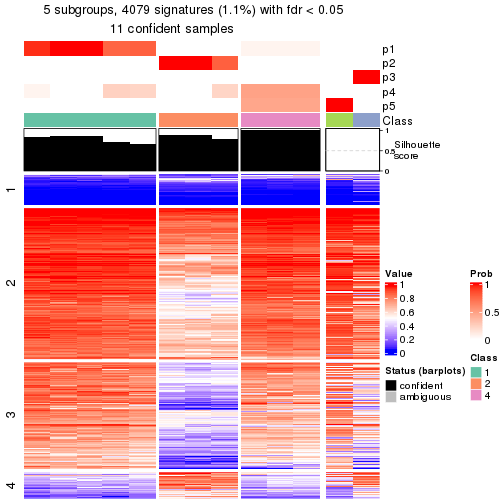 5 subgroups, 4079 signatures (1.1%) with fdr < 0.05
11 confident samples
p1
p2
p3
p4
p5
Class
1
0.5
0
Silhouette
score
1
2
3
4
Value
1
0.8
0.6
0.4
0.2
0
Status (barplots)
confident
ambiguous
Prob
1
0.5
0
Class
1
2
4